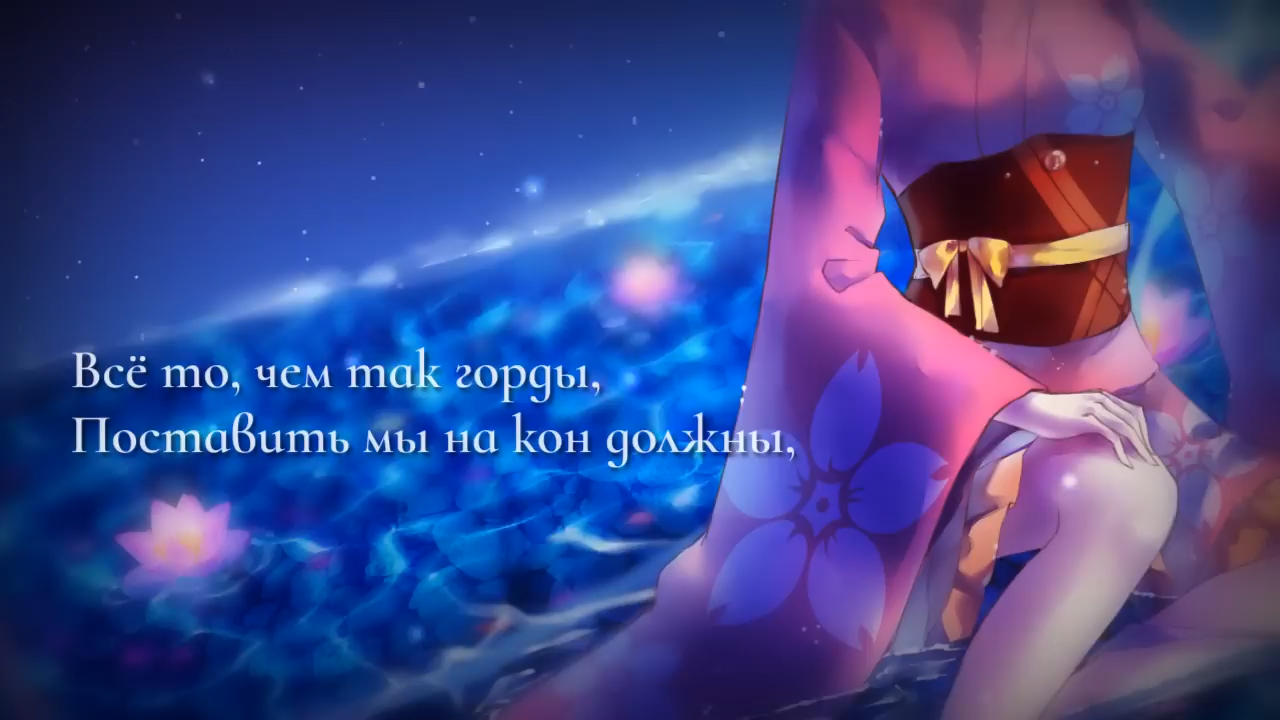 Всё то, чем так горды,
Поставить мы на кон должны,